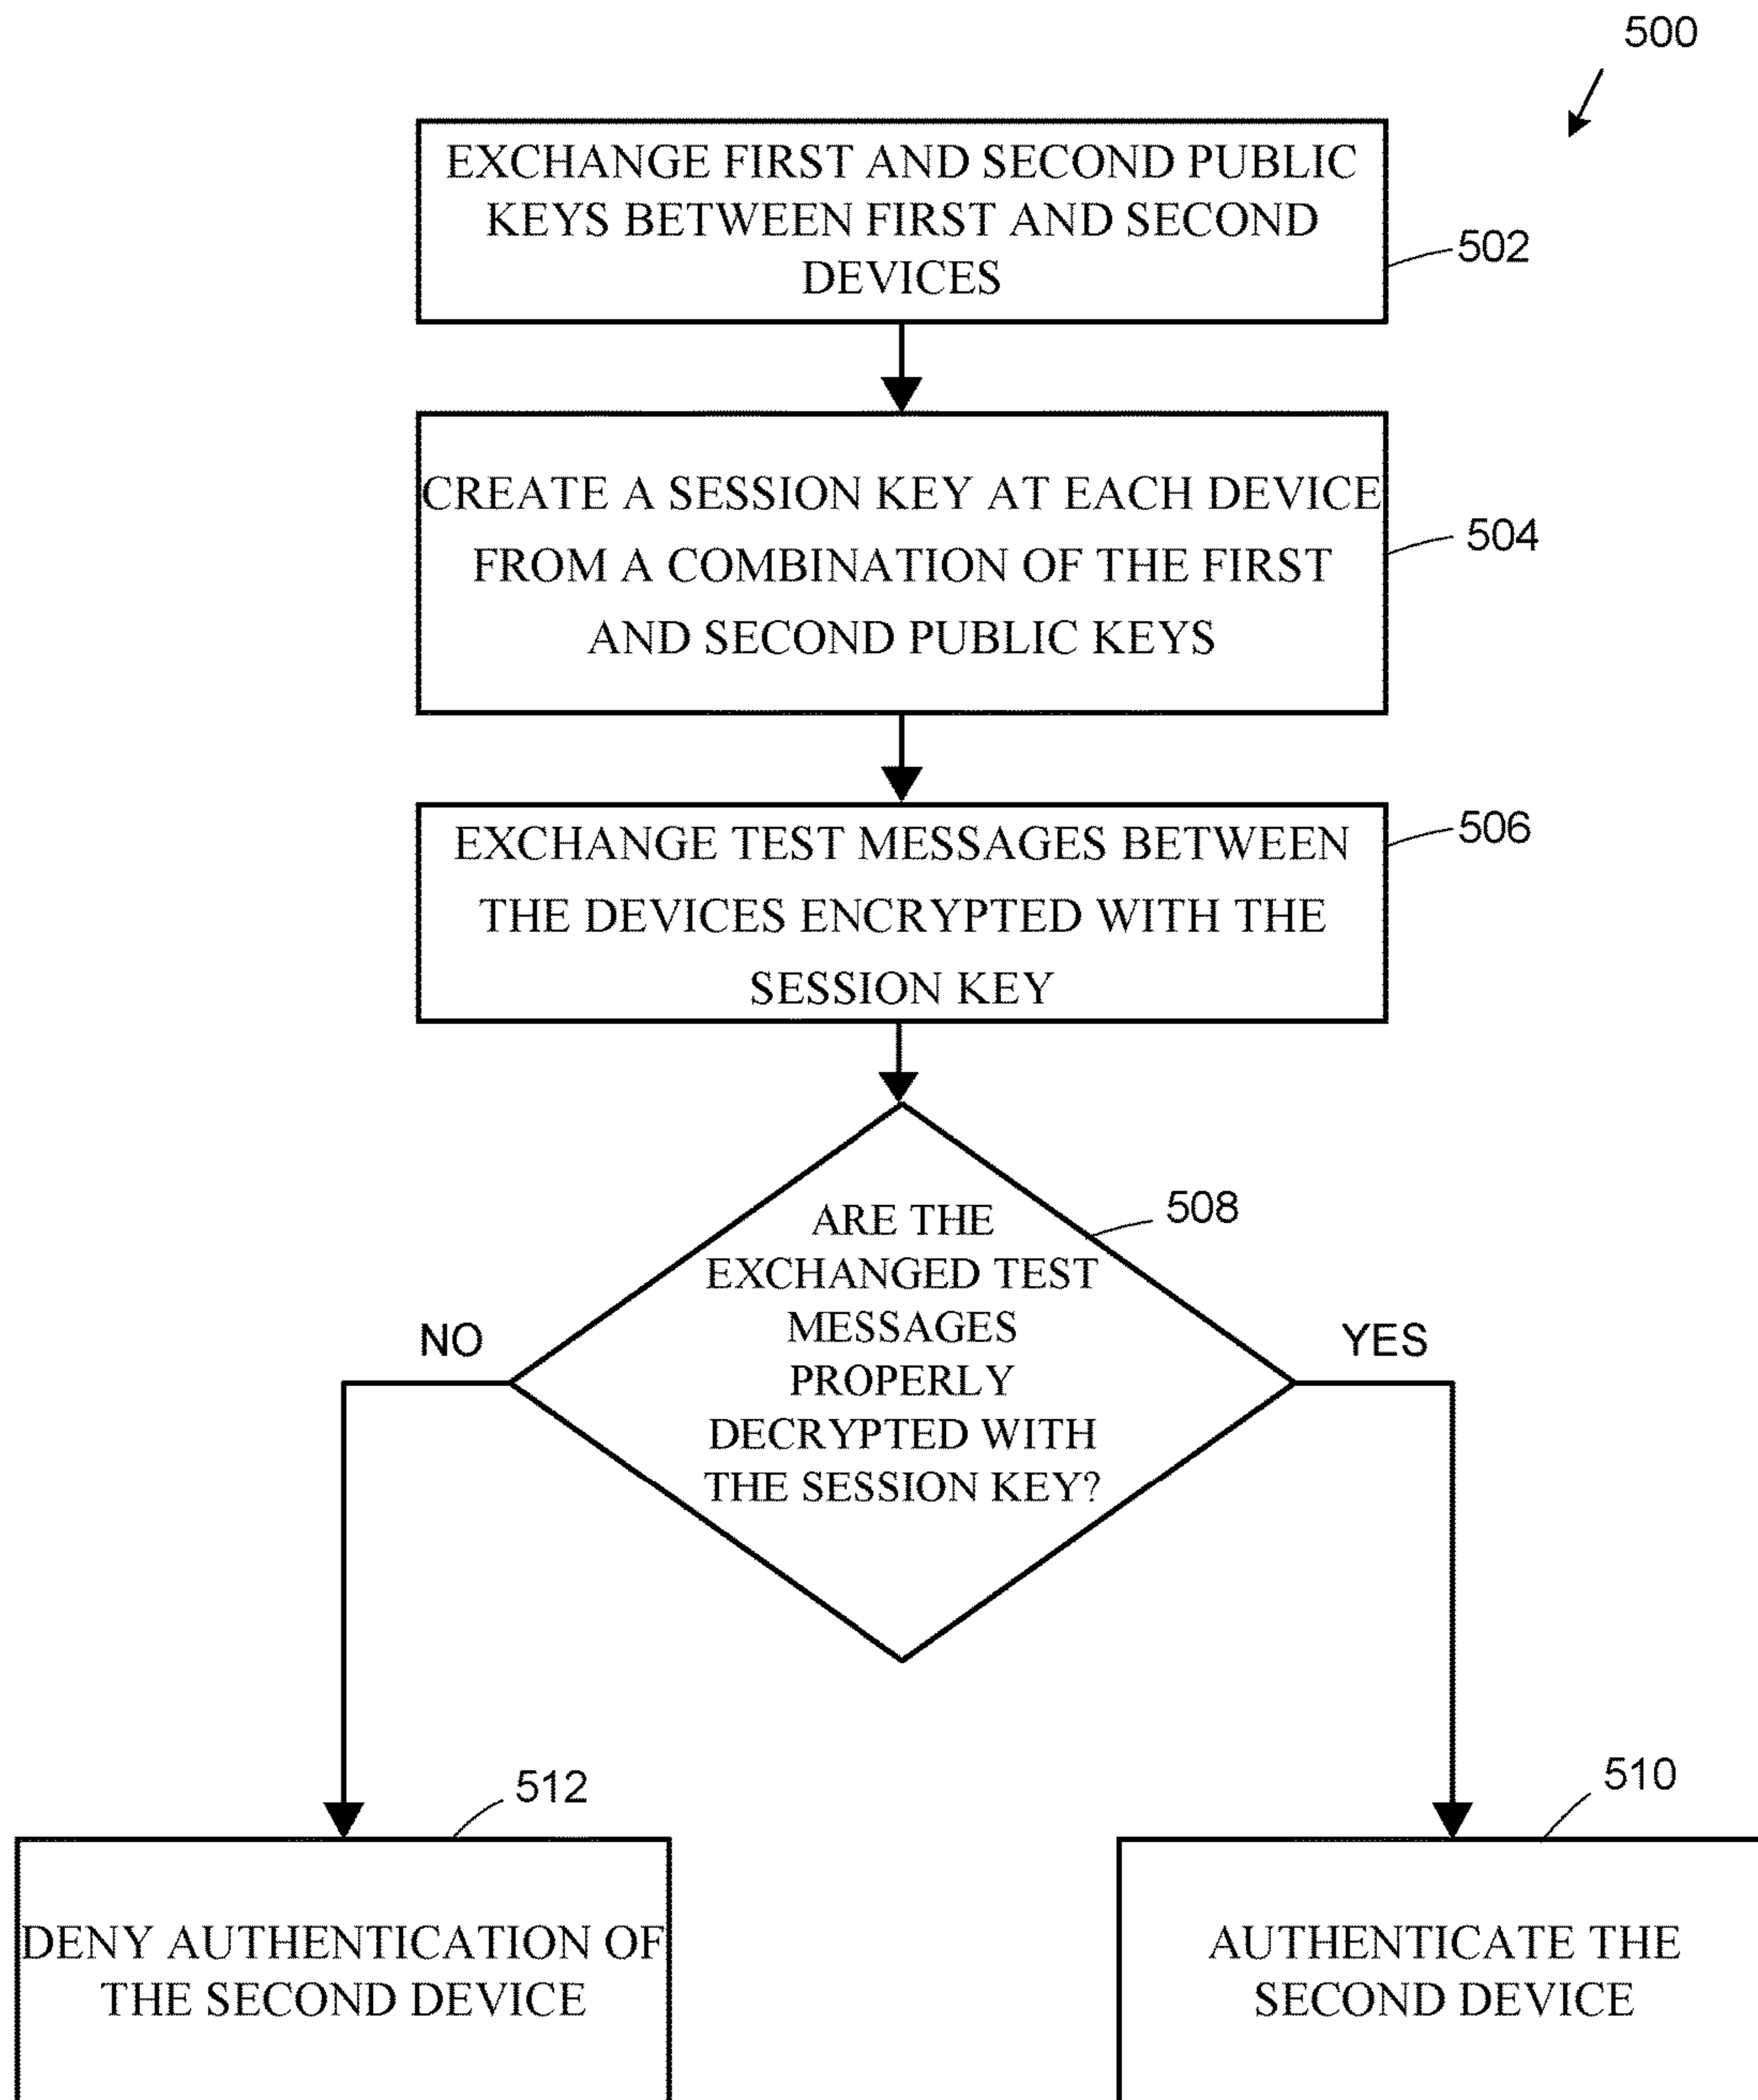 500
EXCHANGE FIRST AND SECOND PUBLIC
KEYS BETWEEN FIRST AND SECOND
DEVICES
502
CREATE A SESSION KEY AT EACH DEVICE
FROM A COMBINATION OF THE FIRST
AND SECOND PUBLIC KEYS
504
EXCHANGE TEST MESSAGES BETWEEN
THE DEVICES ENCRYPTED WITH THE
SESSION KEY
506
ARE THE
EXCHANGED TEST
MESSAGES
PROPERLY
DECRYPTED WITH
THE SESSION KEY?
508
NO
YES
512
DENY AUTHENTICATION OF
THE SECOND DEVICE
510
AUTHENTICATE THE
SECOND DEVICE